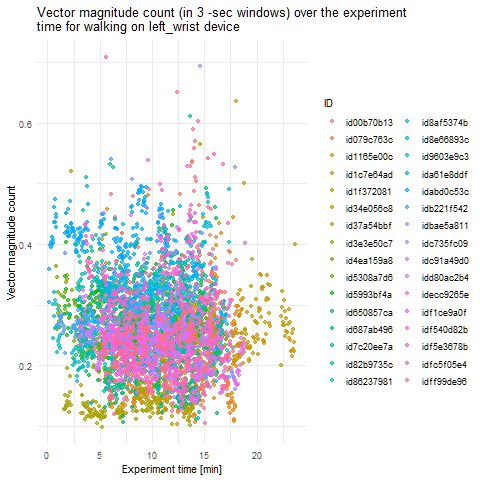 Vector magnitude count (in 3 -sec windows) over the experiment
time for walking on left_wrist device
Vector magnitude count
0.6
0.4
0.2
0
5
10
15
20
Experiment time [min]
ID
id00b70b13
id079c763c
id1165e00c
id1c7e64ad
id1f372081
id34e056c8
id37a54bbf
id3e3e50c7
id4ea159a8
id5308a7d6
id5993bf4a
id650857ca
id687ab496
id7c20ee7a
id82b9735c
id86237981
id8af5374b
id8e66893c
id9603e9c3
ida61e8ddf
idabd0c53c
idb221f542
idbae5a811
idc735fc09
idc91a49d0
idd80ac2b4
idecc9265e
idf1ce9a0f
idf540d82b
idf5e3678b
idfc5f05e4
idff99de96